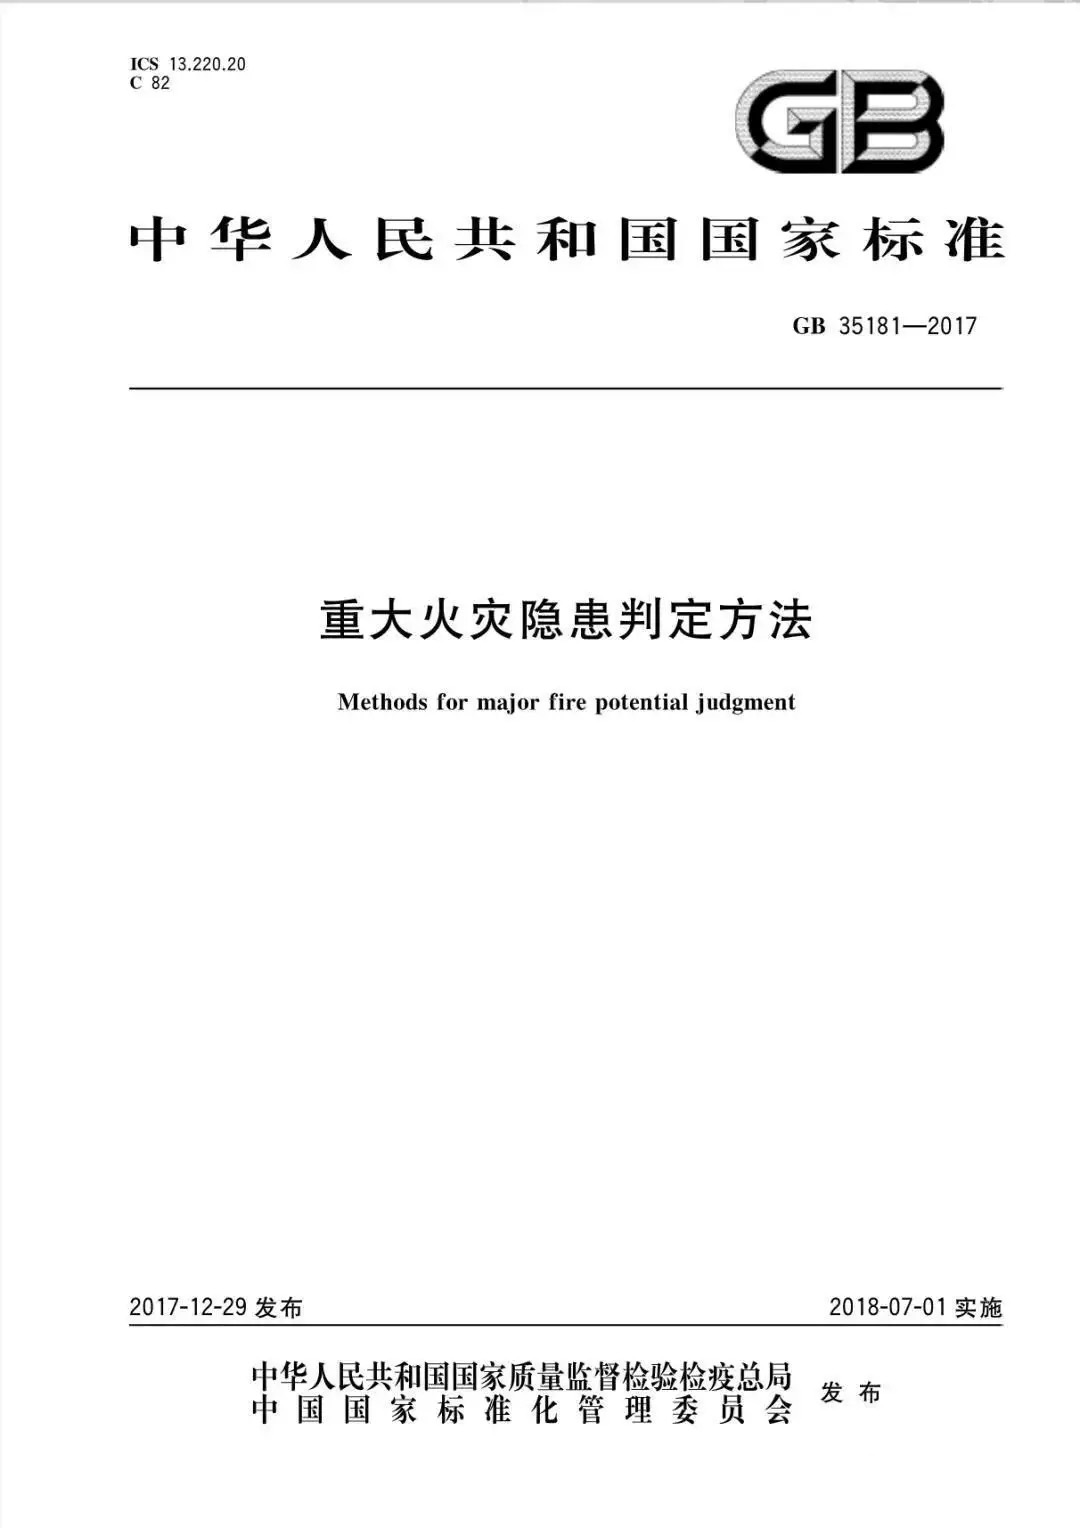 ICS 13.220.20
C 82
GB
中华人民共和国国家标准
GB 35181—2017
重大火灾隐患判定方法
Methods for major fire potential judgment
2017-12-29 发布
2018-07-01 实施
中华人民共和国国家质量监督检验检疫总局
中国国家标准化管理委员会
发布